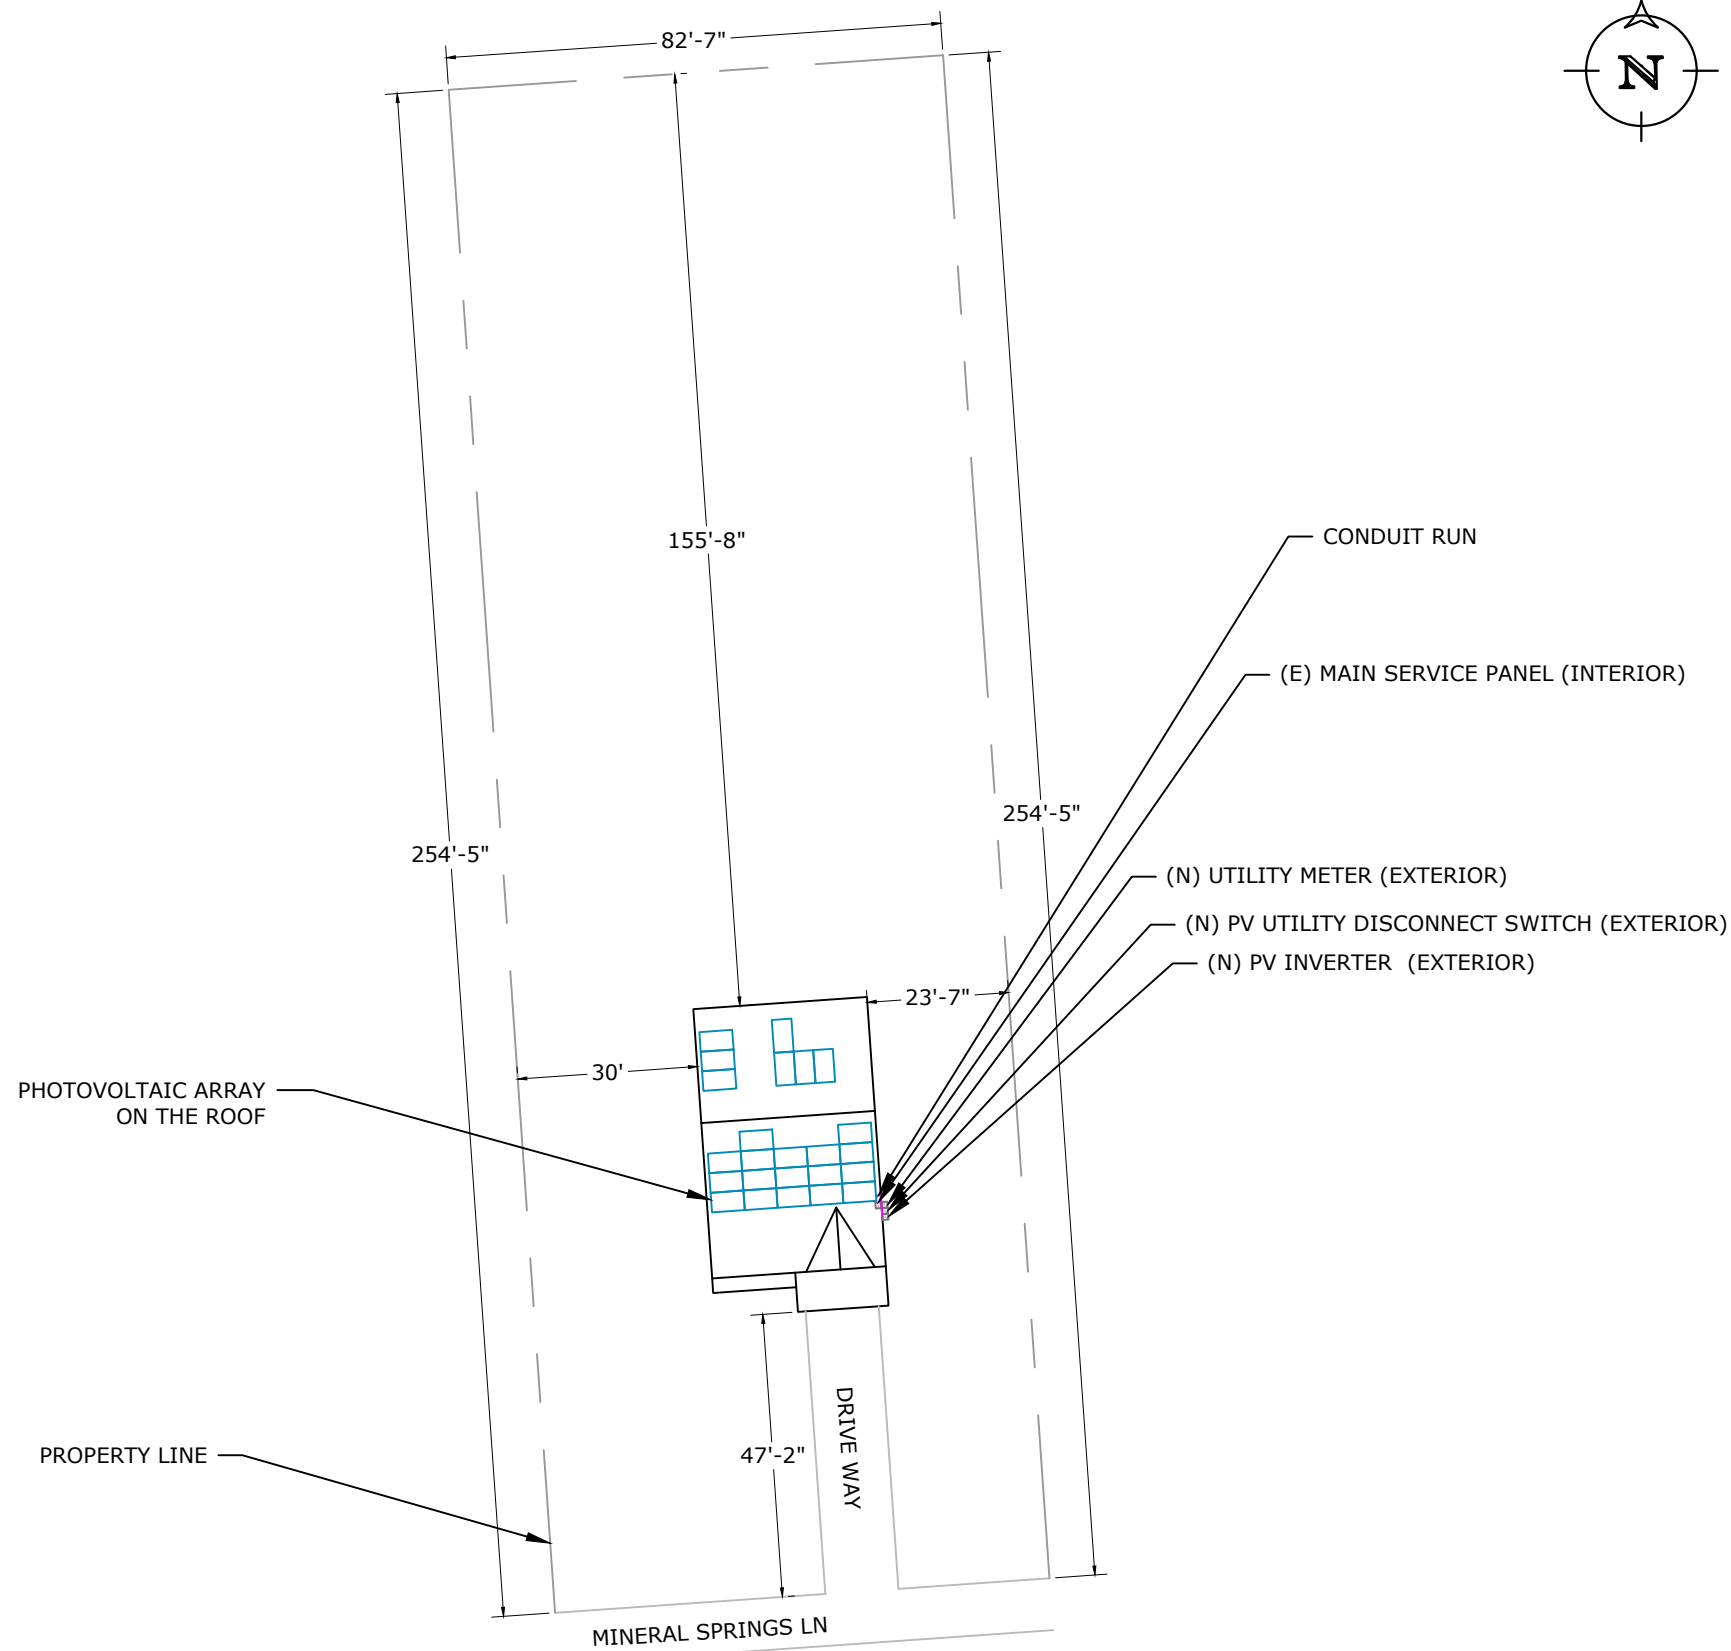 82'-7"
N
155'-8"
CONDUIT RUN
(E) MAIN SERVICE PANEL (INTERIOR)
254'-5"
254'-5"
(N) UTILITY METER (EXTERIOR)
(N) PV UTILITY DISCONNECT SWITCH (EXTERIOR)
(N) PV INVERTER (EXTERIOR)
23'-7"
30'
PHOTOVOLTAIC ARRAY
ON THE ROOF
DRIVE WAY
47'-2"
PROPERTY LINE
MINERAL SPRINGS LN